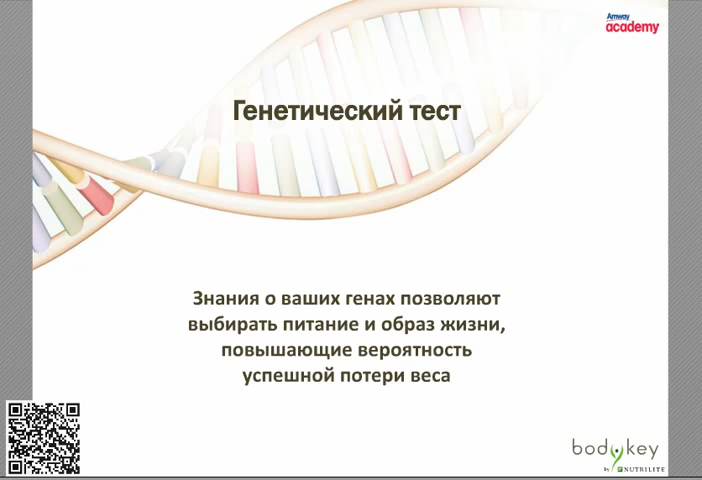 Amway
academy
Генетический тест
Знания о ваших генах позволяют
выбирать питание и образ жизни,
повышающие вероятность
успешной потери веса
bodykey
by NUTRILITE